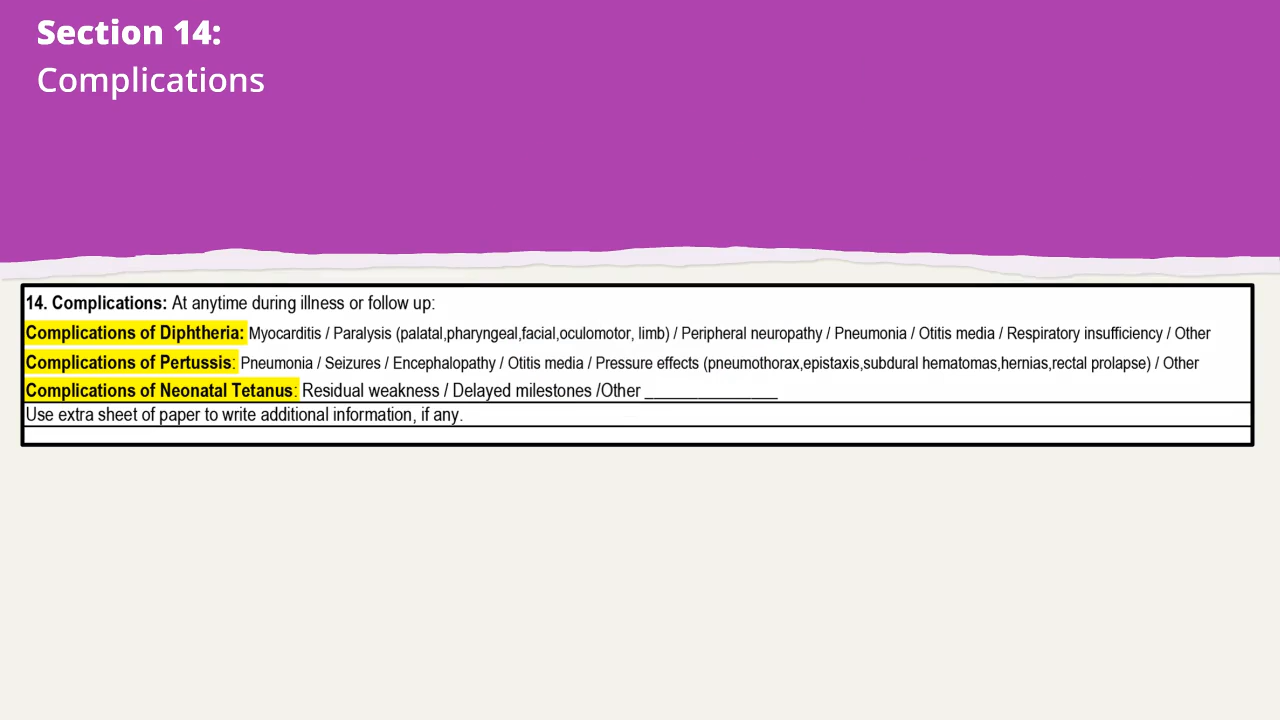 Section 14:
Complications
14. Complications: At anytime during illness or follow up:
Complications of Diphtheria: Myocarditis / Paralysis (palatal,pharyngeal,facial,oculomotor, limb) / Peripheral neuropathy / Pneumonia / Otitis media / Respiratory insufficiency / Other
Complications of Pertussis: Pneumonia / Seizures / Encephalopathy / Otitis media / Pressure effects (pneumothorax,epistaxis,subdural hematomas,hernias,rectal prolapse) / Other
Complications of Neonatal Tetanus: Residual weakness / Delayed milestones /Other _______________
Use extra sheet of paper to write additional information, if any.